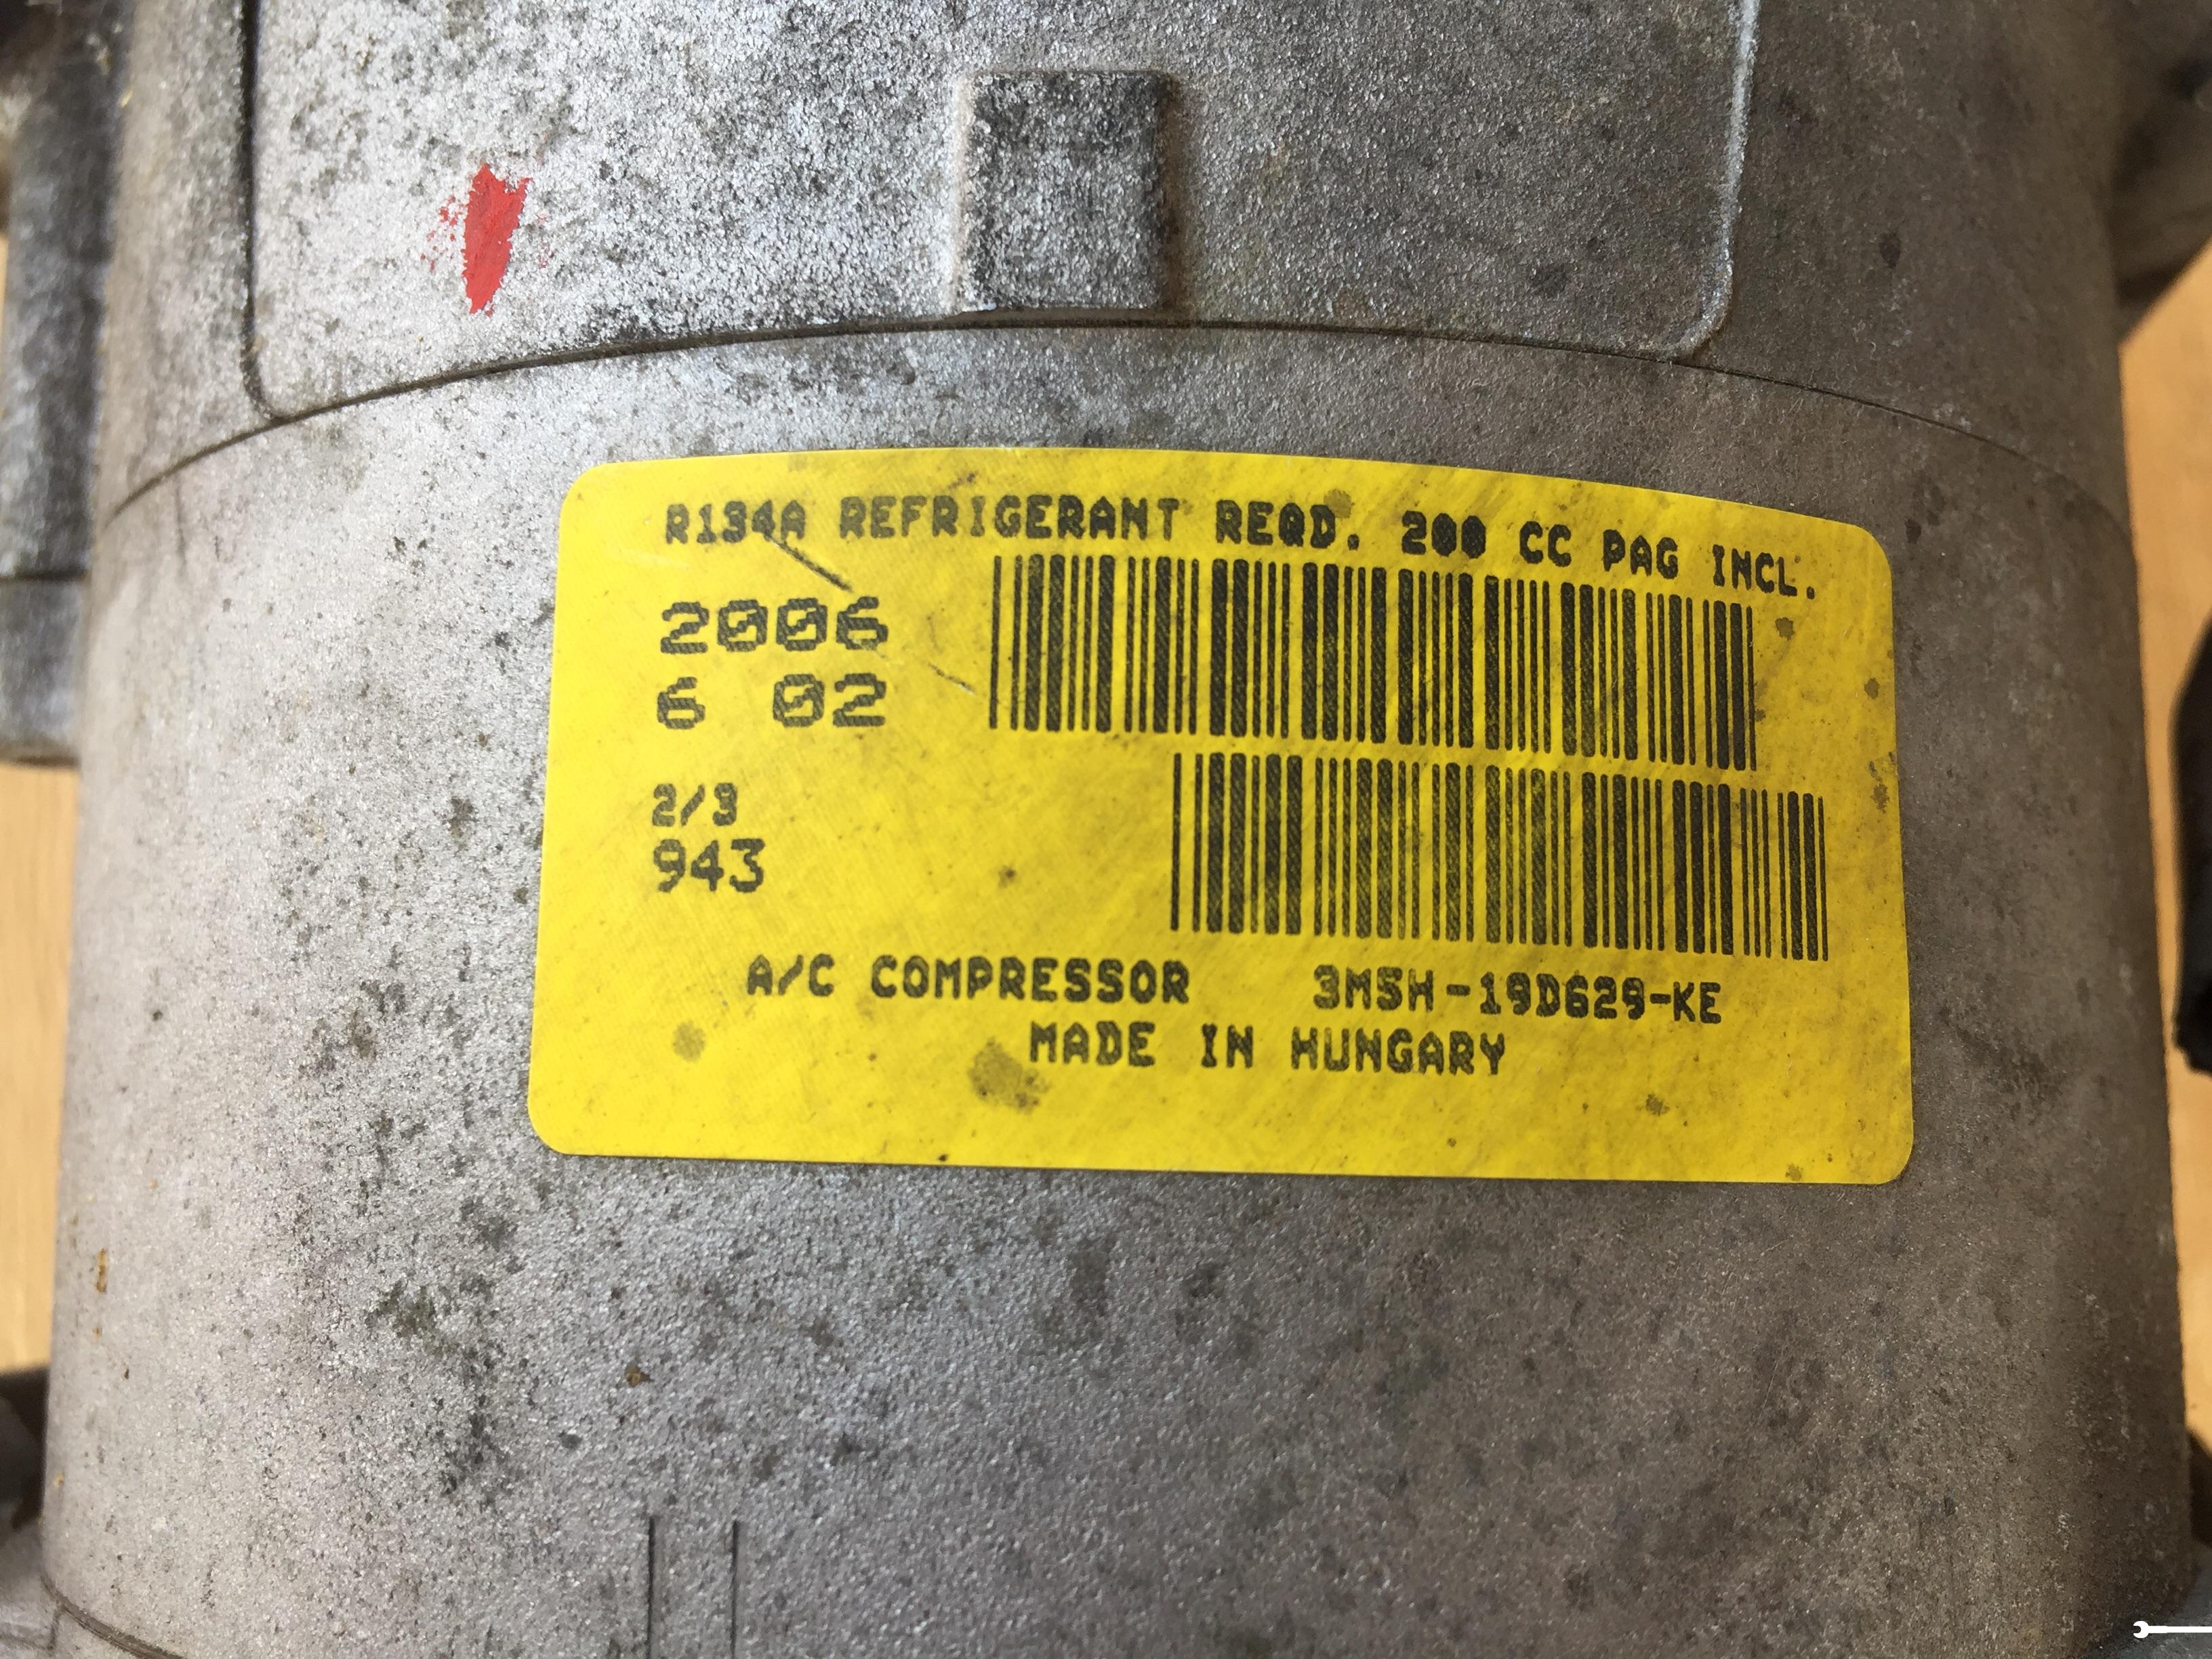 R134A REFRIGERANT REQD. 200 CC PAG INCL.
2006
6 02
2/3
943
A/C COMPRESSOR 3M5H-19D629-KE
MADE IN HUNGARY